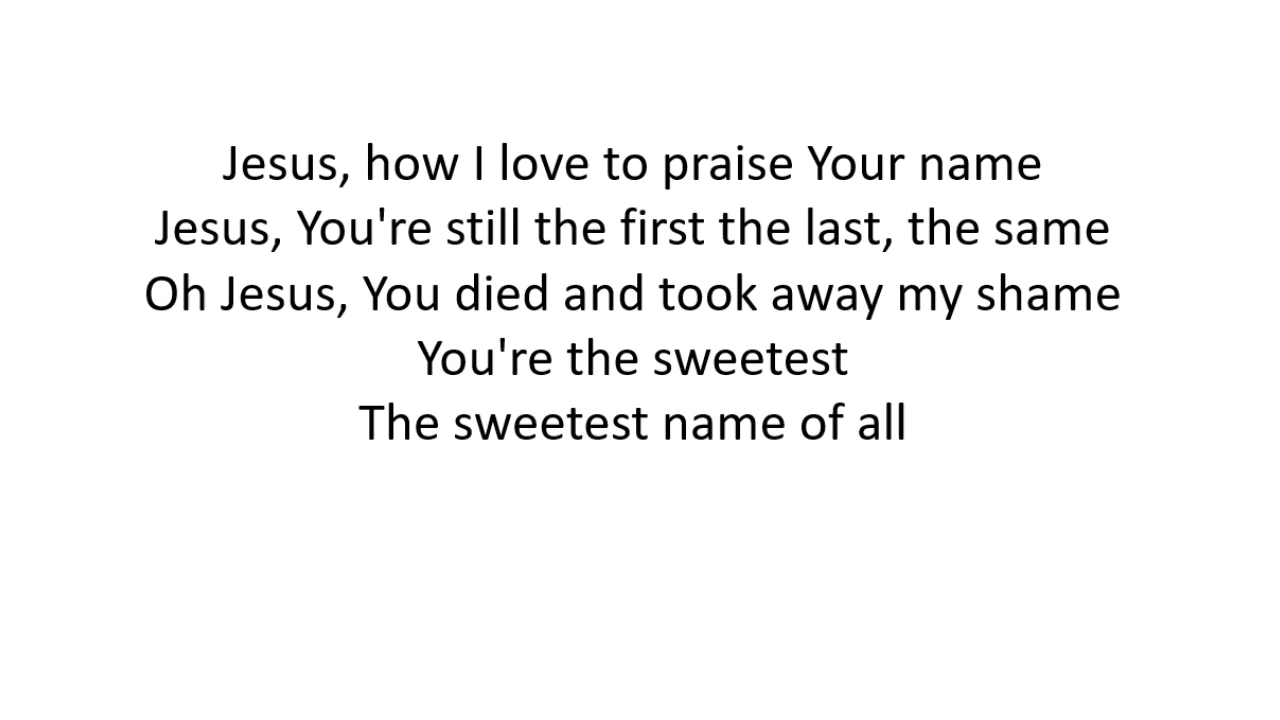 Jesus, how I love to praise Your name
Jesus, You're still the first the last, the same
Oh Jesus, You died and took away my shame
You're the sweetest
The sweetest name of all